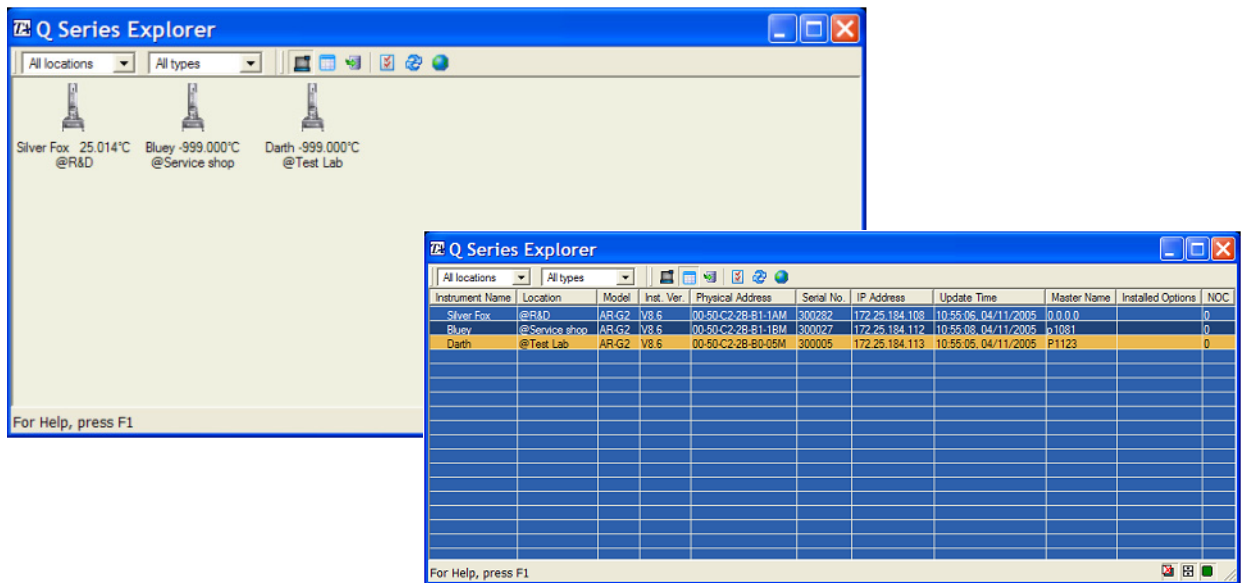 Q Series Explorer
All locations All types
Silver Fox 25.014°C Bluey -999.000°C Darth -999.000°C
@R&D @Service shop @Test Lab
For Help, press F1
Q Series Explorer
All locations All types
Instrument Name Location Model Inst. Ver. Physical Address Serial No. IP Address Update Time Master Name Installed Options NOC
Silver Fox @R&D AR-G2 V8.6 00-50-C2-2B-B1-1AM 300282 172.25.184.108 10:55:06, 04/11/2005 0.0.0.0 0
Bluey @Service shop AR-G2 V8.6 00-50-C2-2B-B1-1BM 300027 172.25.184.112 10:55:08, 04/11/2005 p1081 0
Darth @Test Lab AR-G2 V8.6 00-50-C2-2B-B0-05M 300005 172.25.184.113 10:55:05, 04/11/2005 P1123 0
For Help, press F1